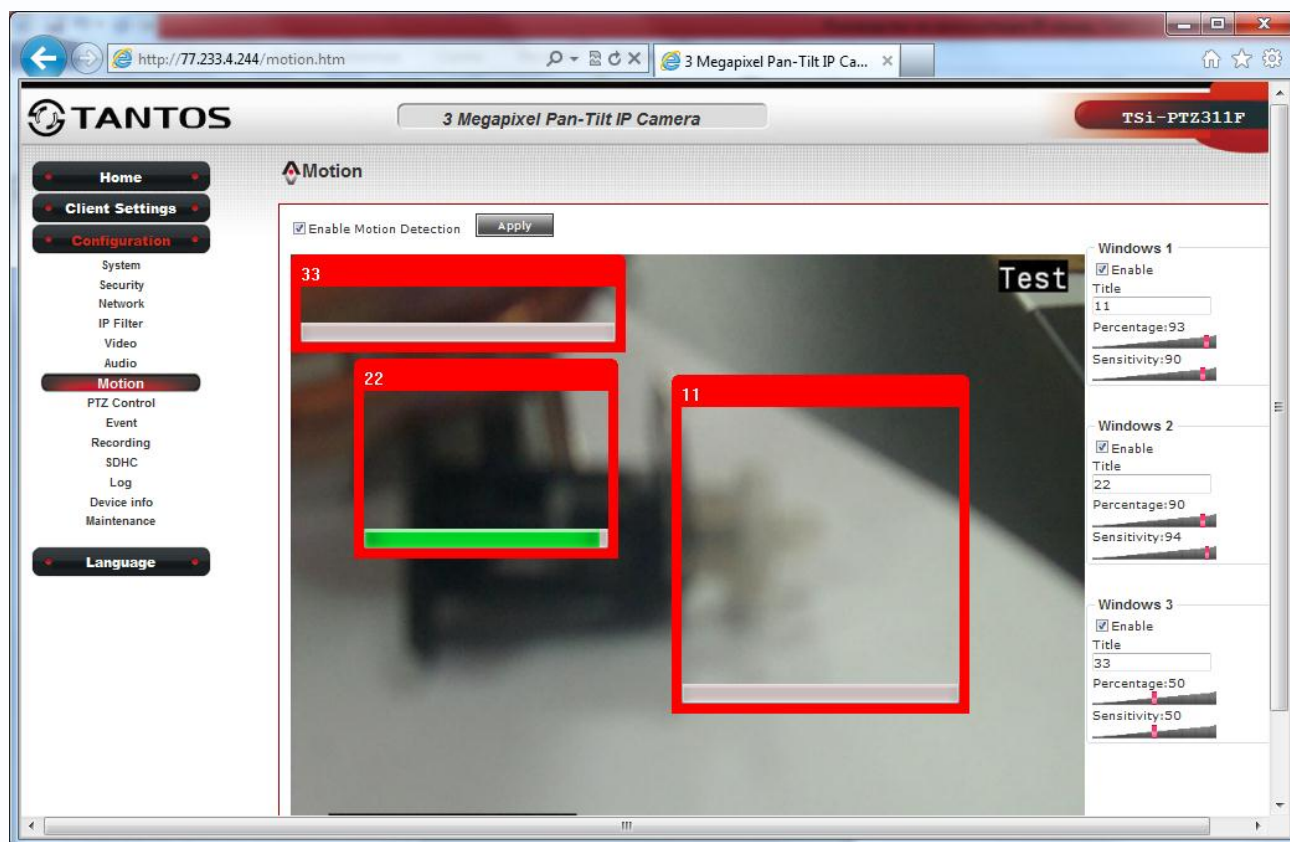 http://77.233.4.244/motion.htm
3 Megapixel Pan-Tilt IP Ca...
TANTOS
3 Megapixel Pan-Tilt IP Camera
TSi-PTZ311F
Home
Client Settings
Configuration
System
Security
Network
IP Filter
Video
Audio
Motion
PTZ Control
Event
Recording
SDHC
Log
Device info
Maintenance
Language
Motion
Enable Motion Detection
Apply
33
Test
22
11
Windows 1
Enable
Title
11
Percentage:93
Sensitivity:90
Windows 2
Enable
Title
22
Percentage:90
Sensitivity:94
Windows 3
Enable
Title
33
Percentage:50
Sensitivity:50